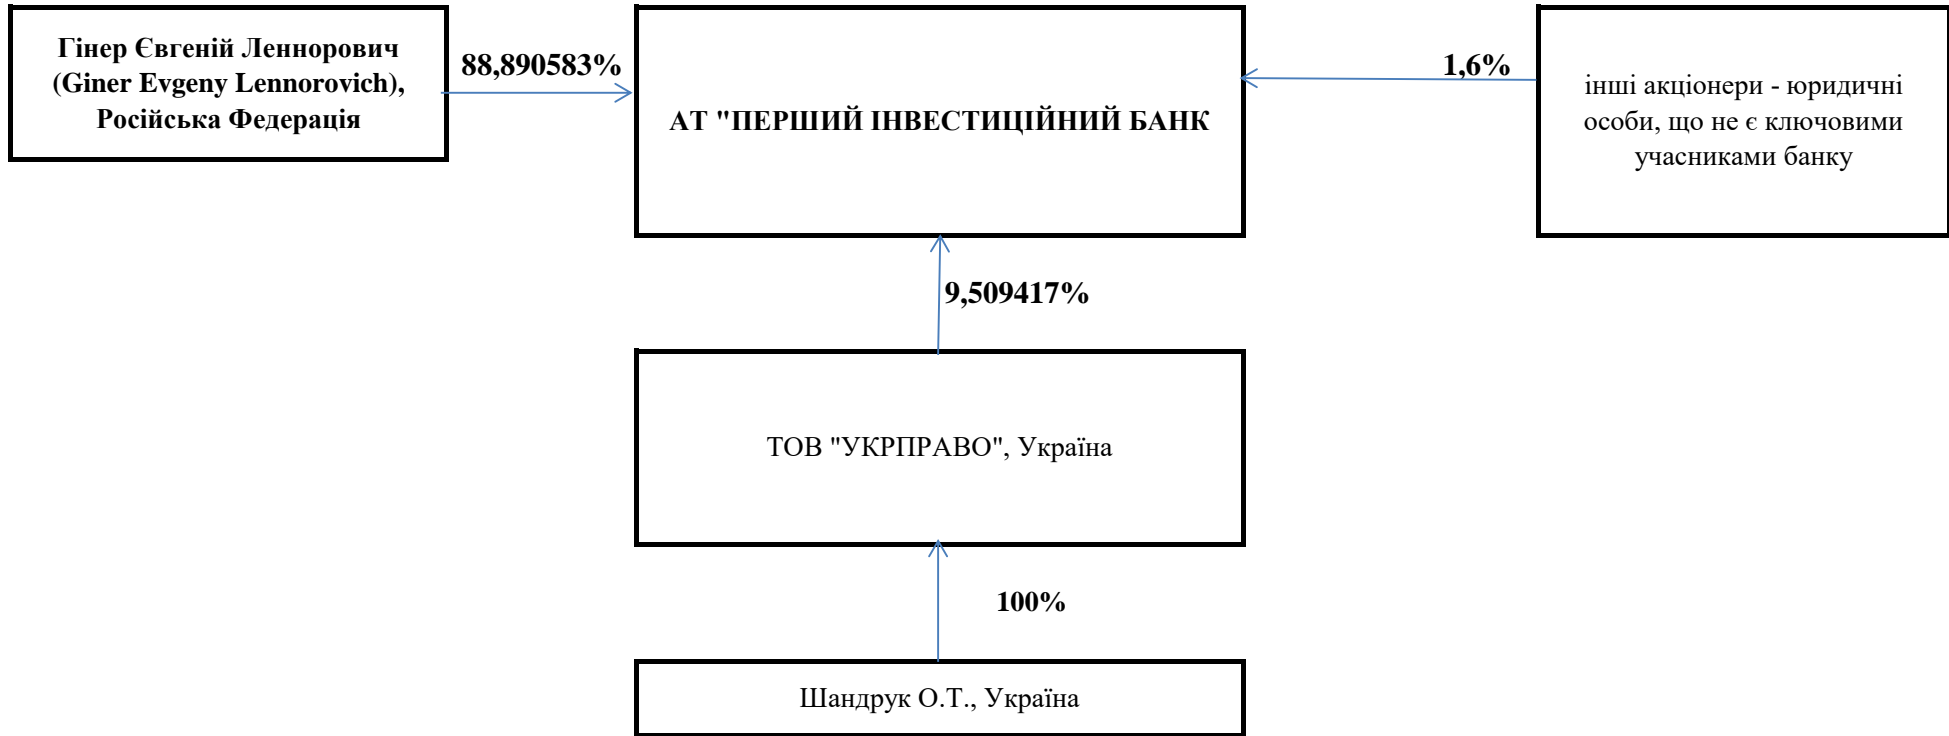 Гінер Євгеній Леннорович
(Giner Evgeny Lennorovich),
Російська Федерація
88,890583%
АТ "ПЕРШИЙ ІНВЕСТИЦІЙНИЙ БАНК
1,6%
інші акціонери - юридичні
особи, що не є ключовими
учасниками банку
9,509417%
ТОВ "УКРПРАВО", Україна
100%
Шандрук О.Т., Україна